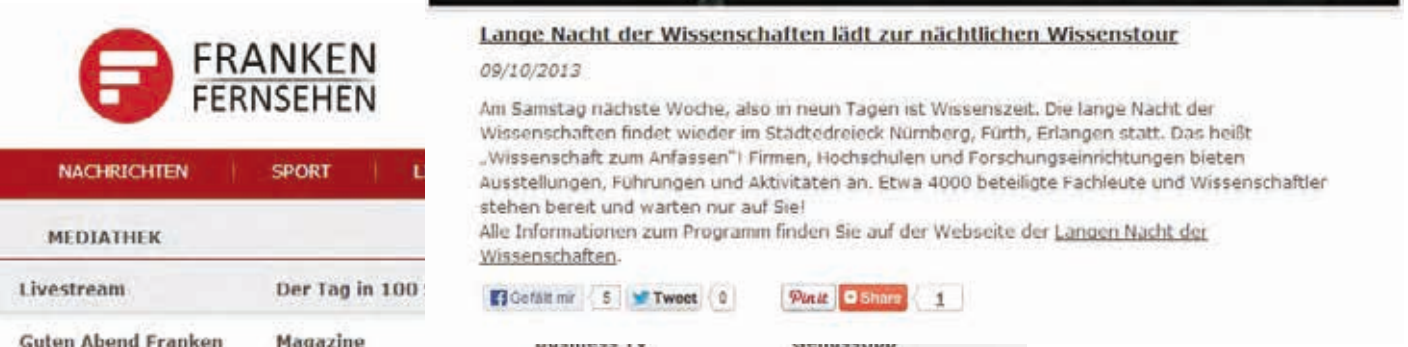 FRANKEN
FERNSEHEN
NACHRICHTEN
SPORT
MEDIATHEK
Livestream
Der Tag in 100
Guten Abend Franken
Magazine
Lange Nacht der Wissenschaften lädt zur nächtlichen Wissenstour
09/10/2013
Am Samstag nächste Woche, also in neun Tagen ist Wissenszeit. Die lange Nacht der
Wissenschaften findet wieder im Städtedreieck Nürnberg, Fürth, Erlangen statt. Das heißt
„Wissenschaft zum Anfassen"! Firmen, Hochschulen und Forschungseinrichtungen bieten
Ausstellungen, Führungen und Aktivitäten an. Etwa 4000 beteiligte Fachleute und Wissenschaftler
stehen bereit und warten nur auf Sie!
Alle Informationen zum Programm finden Sie auf der Webseite der Langen Nacht der
Wissenschaften.
Gefällt mir 5 Tweet 0 Pin it Share 1